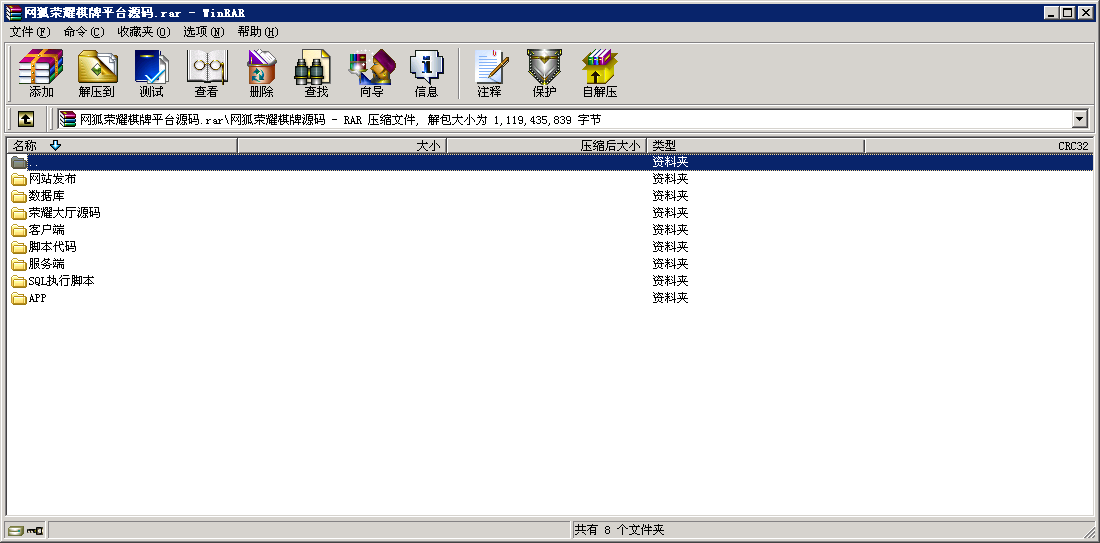 网狐荣耀棋牌平台源码.rar - WinRAR
文件(F) 命令(C) 收藏夹(O) 选项(N) 帮助(H)
添加 解压到 测试 查看 删除 查找 向导 信息 注释 保护 自解压
网狐荣耀棋牌平台源码.rar\网狐荣耀棋牌源码 - RAR 压缩文件, 解包大小为 1,119,435,839 字节
名称 大小 压缩后大小 类型 CRC32
.. 资料夹
网站发布 资料夹
数据库 资料夹
荣耀大厅源码 资料夹
客户端 资料夹
脚本代码 资料夹
服务端 资料夹
SQL执行脚本 资料夹
APP 资料夹
共有 8 个文件夹